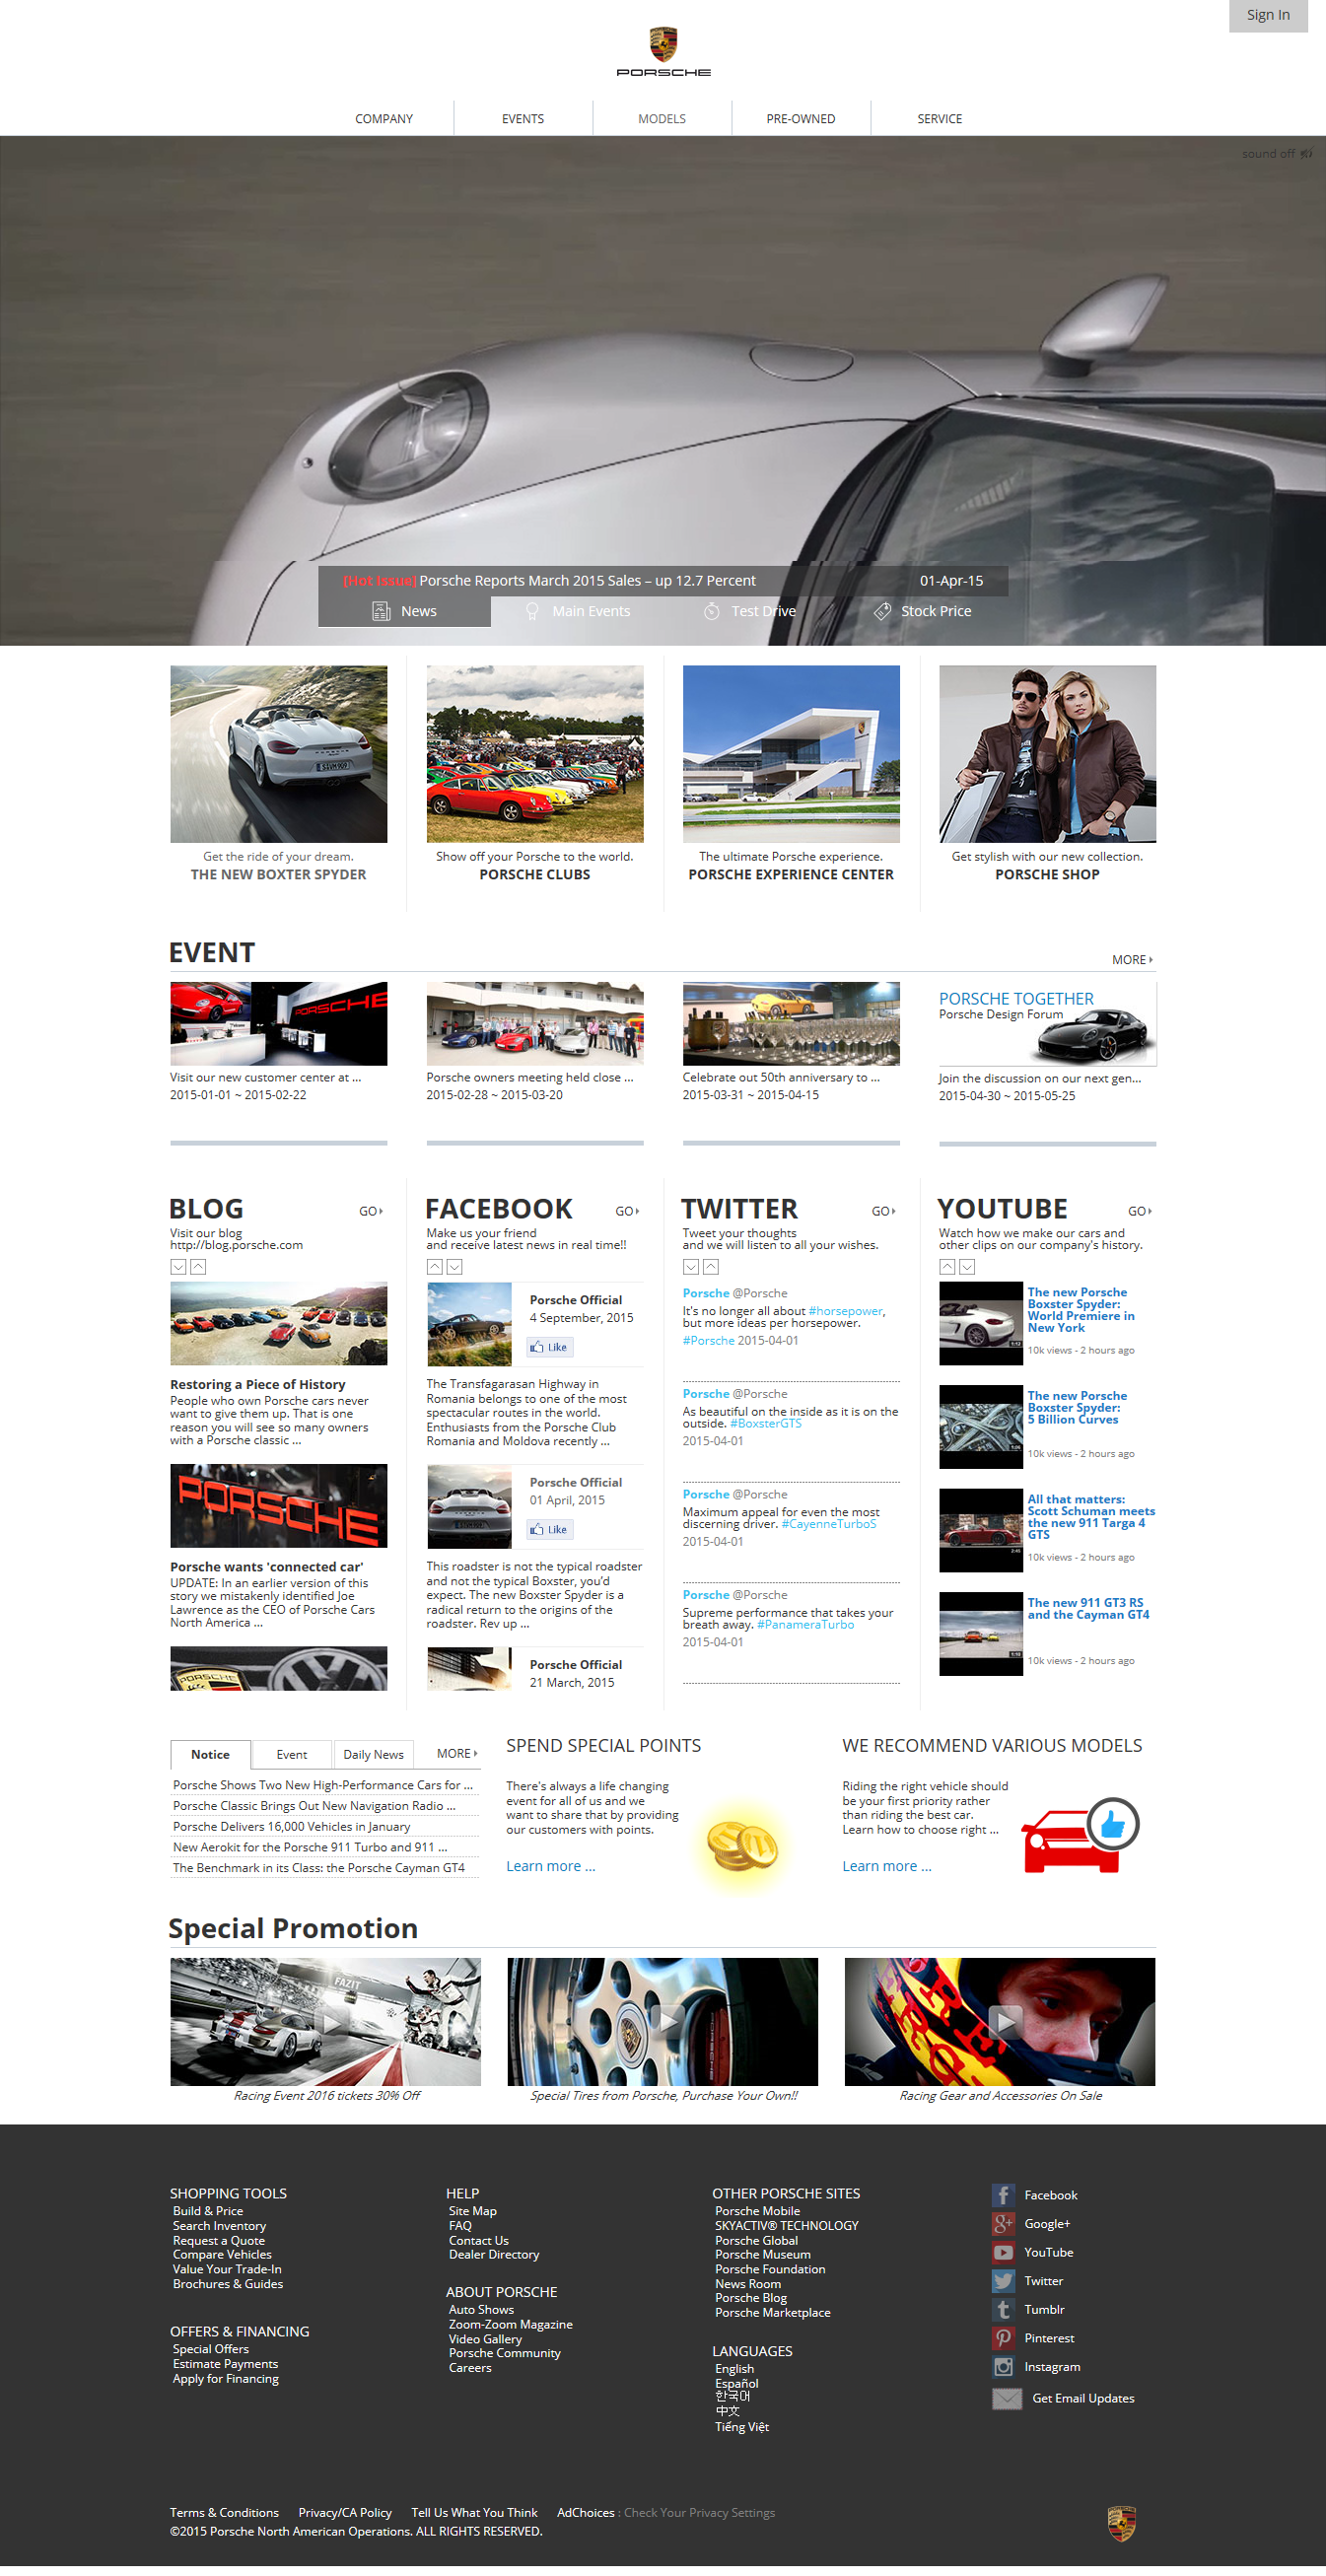 Sign In
PORSCHE
COMPANY
EVENTS
MODELS
PRE-OWNED
SERVICE
sound off
[Hot Issue] Porsche Reports March 2015 Sales – up 12.7 Percent
01-Apr-15
News
Main Events
Test Drive
Stock Price
Get the ride of your dream.
THE NEW BOXTER SPYDER
Show off your Porsche to the world.
PORSCHE CLUBS
The ultimate Porsche experience.
PORSCHE EXPERIENCE CENTER
Get stylish with our new collection.
PORSCHE SHOP
EVENT
MORE
PORSCHE
Visit our new customer center at ...
2015-01-01 ~ 2015-02-22
Porsche owners meeting held close ...
2015-02-28 ~ 2015-03-20
Celebrate out 50th anniversary to ...
2015-03-31 ~ 2015-04-15
PORSCHE TOGETHER
Porsche Design Forum
Join the discussion on our next gen...
2015-04-30 ~ 2015-05-25
BLOG
GO
Visit our blog
http://blog.porsche.com
Restoring a Piece of History
People who own Porsche cars never
want to give them up. That is one
reason you will see so many owners
with a Porsche classic ...
PORSCHE
Porsche wants 'connected car'
UPDATE: In an earlier version of this
story we mistakenly identified Joe
Lawrence as the CEO of Porsche Cars
North America ...
PORSCHE
FACEBOOK
GO
Make us your friend
and receive latest news in real time!!
Porsche Official
4 September, 2015
Like
The Transfagarasan Highway in
Romania belongs to one of the most
spectacular routes in the world.
Enthusiasts from the Porsche Club
Romania and Moldova recently ...
Porsche Official
01 April, 2015
Like
This roadster is not the typical roadster
and not the typical Boxster, you'd
expect. The new Boxster Spyder is a
radical return to the origins of the
roadster. Rev up ...
Porsche Official
21 March, 2015
TWITTER
GO
Tweet your thoughts
and we will listen to all your wishes.
Porsche @Porsche
It's no longer all about #horsepower,
but more ideas per horsepower.
#Porsche 2015-04-01
Porsche @Porsche
As beautiful on the inside as it is on the
outside. #BoxsterGTS
2015-04-01
Porsche @Porsche
Maximum appeal for even the most
discerning driver. #CayenneTurboS
2015-04-01
Porsche @Porsche
Supreme performance that takes your
breath away. #PanameraTurbo
2015-04-01
YOUTUBE
GO
Watch how we make our cars and
other clips on our company's history.
The new Porsche
Boxster Spyder:
World Premiere in
New York
10k views - 2 hours ago
The new Porsche
Boxster Spyder:
5 Billion Curves
10k views - 2 hours ago
All that matters:
Scott Schuman meets
the new 911 Targa 4
GTS
10k views - 2 hours ago
The new 911 GT3 RS
and the Cayman GT4
10k views - 2 hours ago
Notice
Event
Daily News
MORE
Porsche Shows Two New High-Performance Cars for ...
Porsche Classic Brings Out New Navigation Radio ...
Porsche Delivers 16,000 Vehicles in January
New Aerokit for the Porsche 911 Turbo and 911 ...
The Benchmark in its Class: the Porsche Cayman GT4
SPEND SPECIAL POINTS
There's always a life changing
event for all of us and we
want to share that by providing
our customers with points.
Learn more ...
WE RECOMMEND VARIOUS MODELS
Riding the right vehicle should
be your first priority rather
than riding the best car.
Learn how to choose right ...
Learn more ...
Special Promotion
FAZIT
Racing Event 2016 tickets 30% Off
Special Tires from Porsche, Purchase Your Own!!
Racing Gear and Accessories On Sale
SHOPPING TOOLS
Build & Price
Search Inventory
Request a Quote
Compare Vehicles
Value Your Trade-In
Brochures & Guides
OFFERS & FINANCING
Special Offers
Estimate Payments
Apply for Financing
HELP
Site Map
FAQ
Contact Us
Dealer Directory
ABOUT PORSCHE
Auto Shows
Zoom-Zoom Magazine
Video Gallery
Porsche Community
Careers
OTHER PORSCHE SITES
Porsche Mobile
SKYACTIV® TECHNOLOGY
Porsche Global
Porsche Museum
Porsche Foundation
News Room
Porsche Blog
Porsche Marketplace
LANGUAGES
English
Español
한국어
中文
Tiếng Việt
Facebook
Google+
YouTube
Twitter
Tumblr
Pinterest
Instagram
Get Email Updates
Terms & Conditions
Privacy/CA Policy
Tell Us What You Think
AdChoices : Check Your Privacy Settings
©2015 Porsche North American Operations. ALL RIGHTS RESERVED.